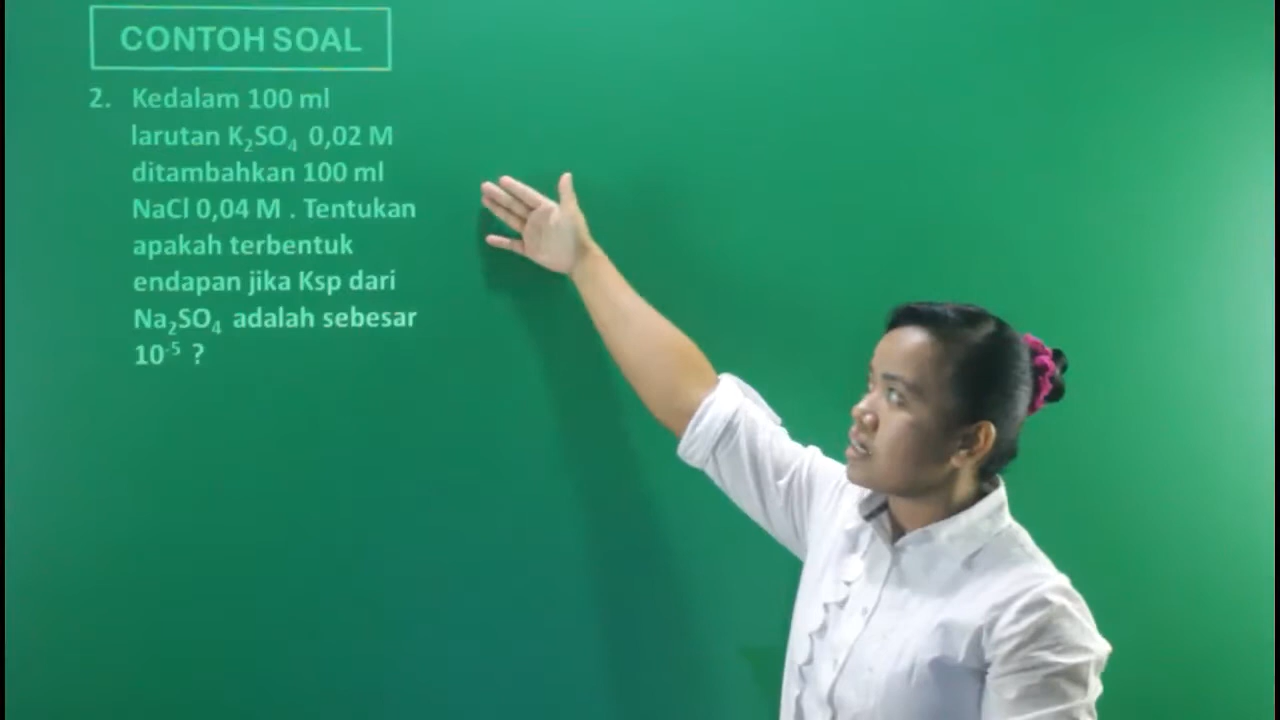 CONTOH SOAL
2. Kedalam 100 ml
larutan K₂SO₄ 0,02 M
ditambahkan 100 ml
NaCl 0,04 M . Tentukan
apakah terbentuk
endapan jika Ksp dari
Na₂SO₄ adalah sebesar
10⁻⁵ ?